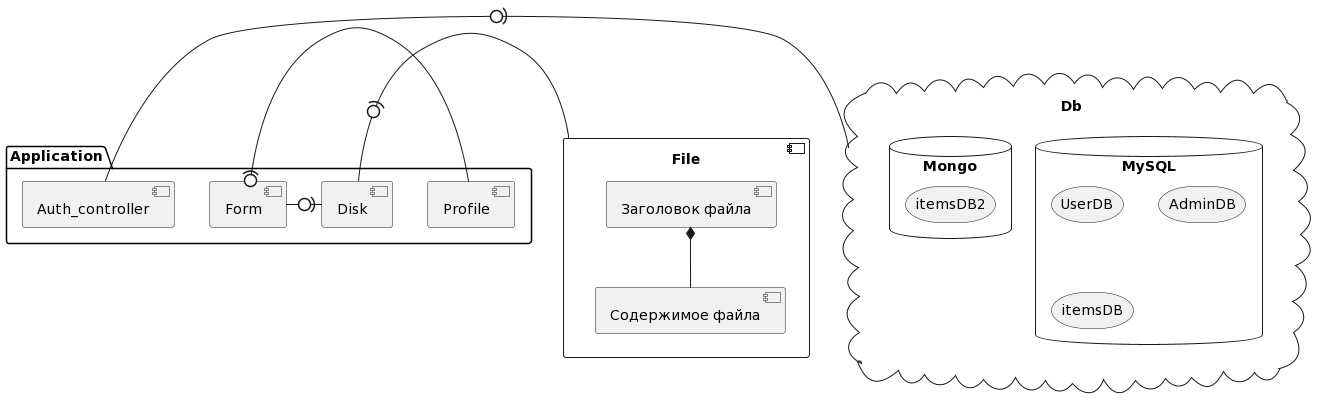 Application
Auth_controller
Form
Disk
Profile
File
Заголовок файла
Содержимое файла
Db
Mongo
itemsDB2
MySQL
UserDB
AdminDB
itemsDB